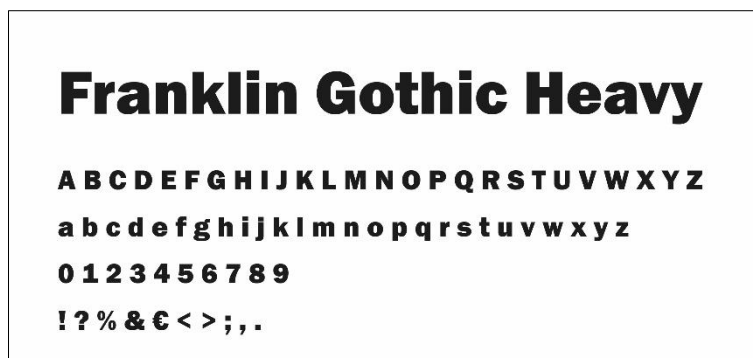 Franklin Gothic Heavy
A B C D E F G H I J K L M N O P Q R S T U V W X Y Z
a b c d e f g h i j k l m n o p q r s t u v w x y z
0 1 2 3 4 5 6 7 8 9
! ? % & € < > ; , .